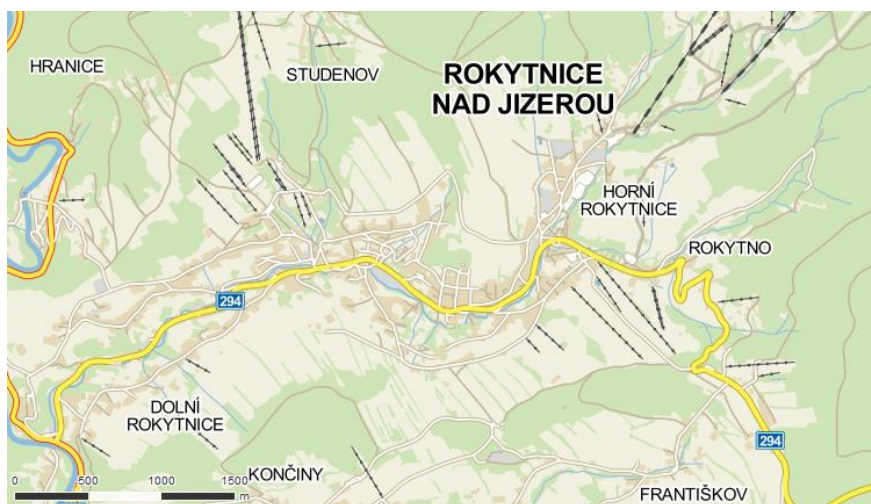 HRANICE
STUDENOV
ROKYTNICE
NAD JIZEROU
HORNÍ
ROKYTNICE
ROKYTNO
294
DOLNÍ
ROKYTNICE
294
KONČINY
FRANTIŠKOV
0 500 1000 1500
m